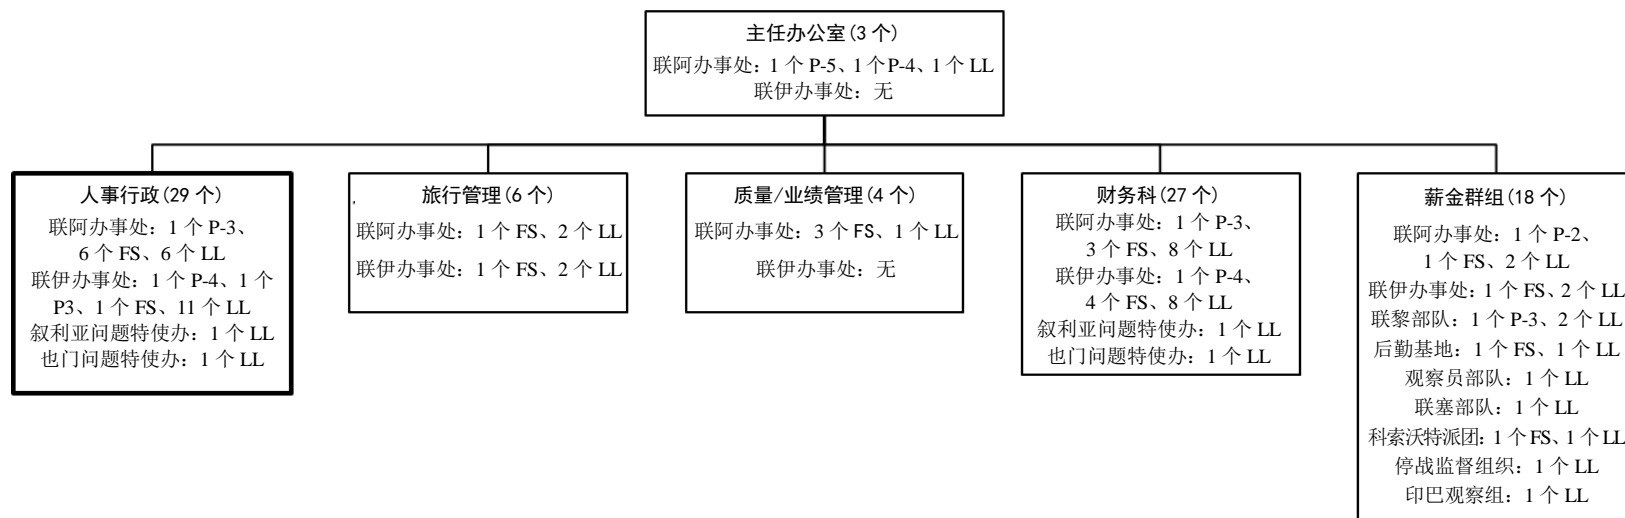 主任办公室(3 个)
联阿办事处：1 个 P-5、1个P-4、1 个 LL
联伊办事处：无
人事行政(29 个)
联阿办事处：1 个 P-3、
6 个 FS、6 个 LL
联伊办事处：1 个 P-4、1 个
P3、1 个 FS、11 个 LL
叙利亚问题特使办：1 个 LL
也门问题特使办：1 个 LL
旅行管理(6 个)
联阿办事处：1 个 FS、2 个 LL
联伊办事处：1 个 FS、2 个 LL
质量/业绩管理(4 个)
联阿办事处：3 个 FS、1 个 LL
联伊办事处：无
财务科(27 个)
联阿办事处：1 个 P-3、
3 个 FS、8 个 LL
联伊办事处：1 个 P-4、
4 个 FS、8 个 LL
叙利亚问题特使办：1 个 LL
也门问题特使办：1 个 LL
薪金群组(18 个)
联阿办事处：1 个 P-2、
1 个 FS、2 个 LL
联伊办事处：1 个 FS、2 个 LL
联黎部队：1 个 P-3、2 个 LL
后勤基地：1 个 FS、1 个 LL
观察员部队：1 个 LL
联塞部队：1 个 LL
科索沃特派团：1 个 FS、1 个 LL
停战监督组织：1 个 LL
印巴观察组：1 个 LL